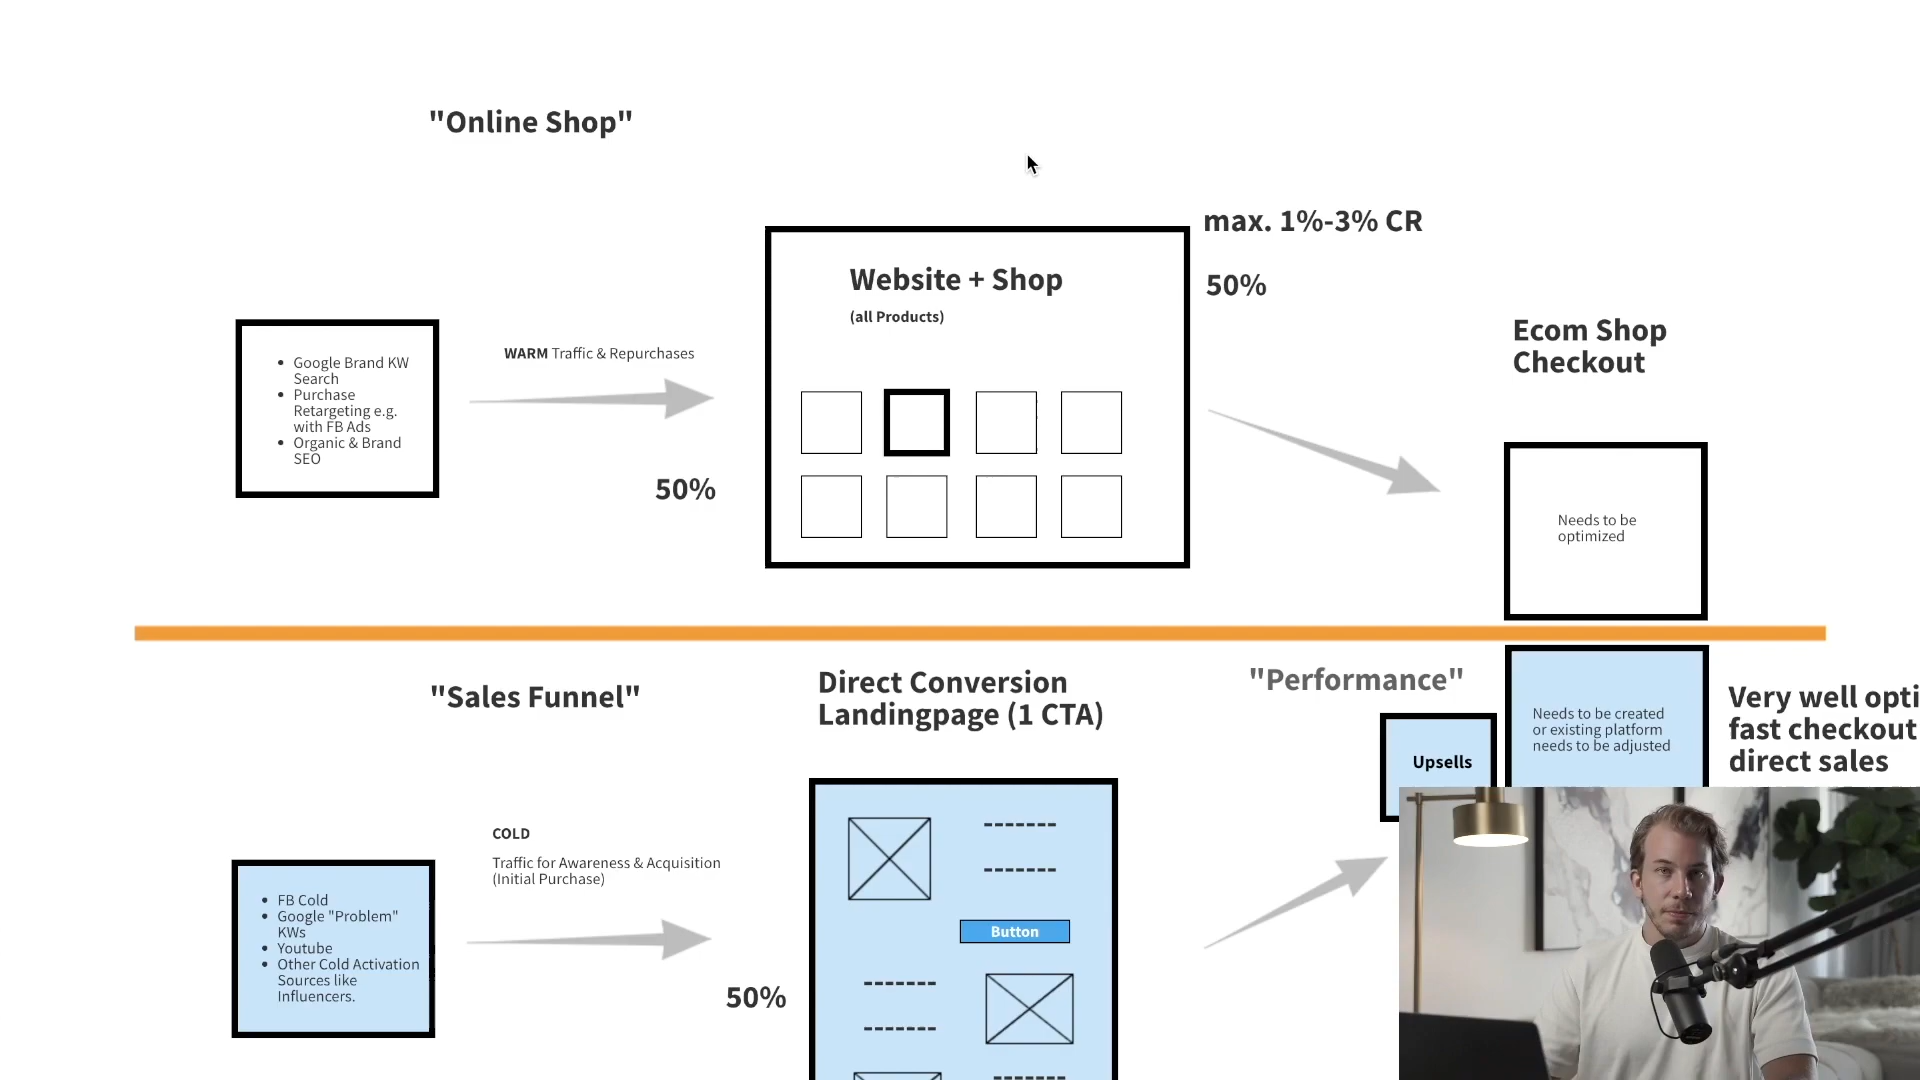 "Online Shop"
max. 1%-3% CR
Website + Shop
50%
(all Products)
Ecom Shop
Checkout
WARM Traffic & Repurchases
Google Brand KW
Search
Purchase
Retargeting e.g.
with FB Ads
Organic & Brand
SEO
50%
Needs to be
optimized
"Sales Funnel"
Direct Conversion
Landingpage (1 CTA)
"Performance"
Needs to be created
or existing platform
needs to be adjusted
Very well opti
fast checkout
direct sales
Upsells
COLD
Traffic for Awareness & Acquisition
(Initial Purchase)
FB Cold
Google "Problem"
KWs
Youtube
Other Cold Activation
Sources like
Influencers.
Button
50%